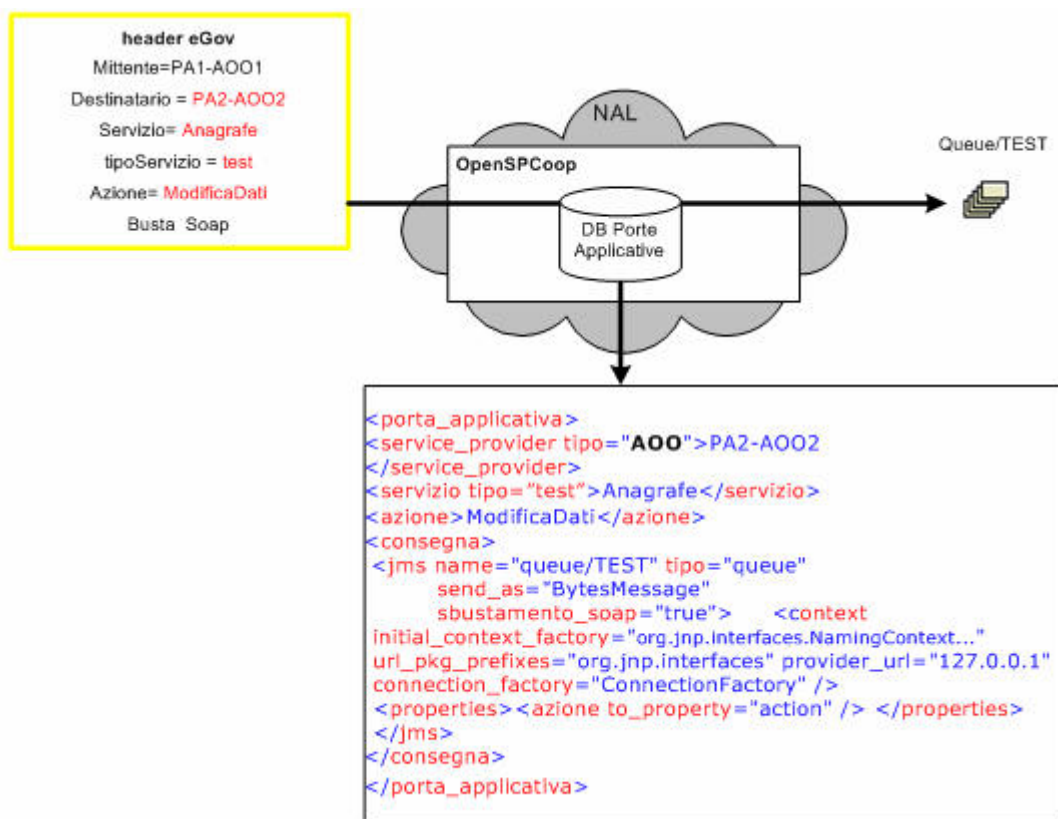 header eGov
Mittente=PA1-AOO1
Destinatario = PA2-AOO2
Servizio= Anagrafe
tipoServizio = test
Azione= ModificaDati
Busta Soap
NAL
OpenSPCoop
DB Porte
Applicative
Queue/TEST
<porta_applicativa>
<service_provider tipo="AOO">PA2-AOO2
</service_provider>
<servizio tipo="test">Anagrafe</servizio>
<azione>ModificaDati</azione>
<consegna>
<jms name="queue/TEST" tipo="queue"
send_as="BytesMessage"
sbustamento_soap="true"> <context
initial_context_factory="org.jnp.interfaces.NamingContext..."
url_pkg_prefixes="org.jnp.interfaces" provider_url="127.0.0.1"
connection_factory="ConnectionFactory" />
<properties><azione to_property="action" /> </properties>
</jms>
</consegna>
</porta_applicativa>